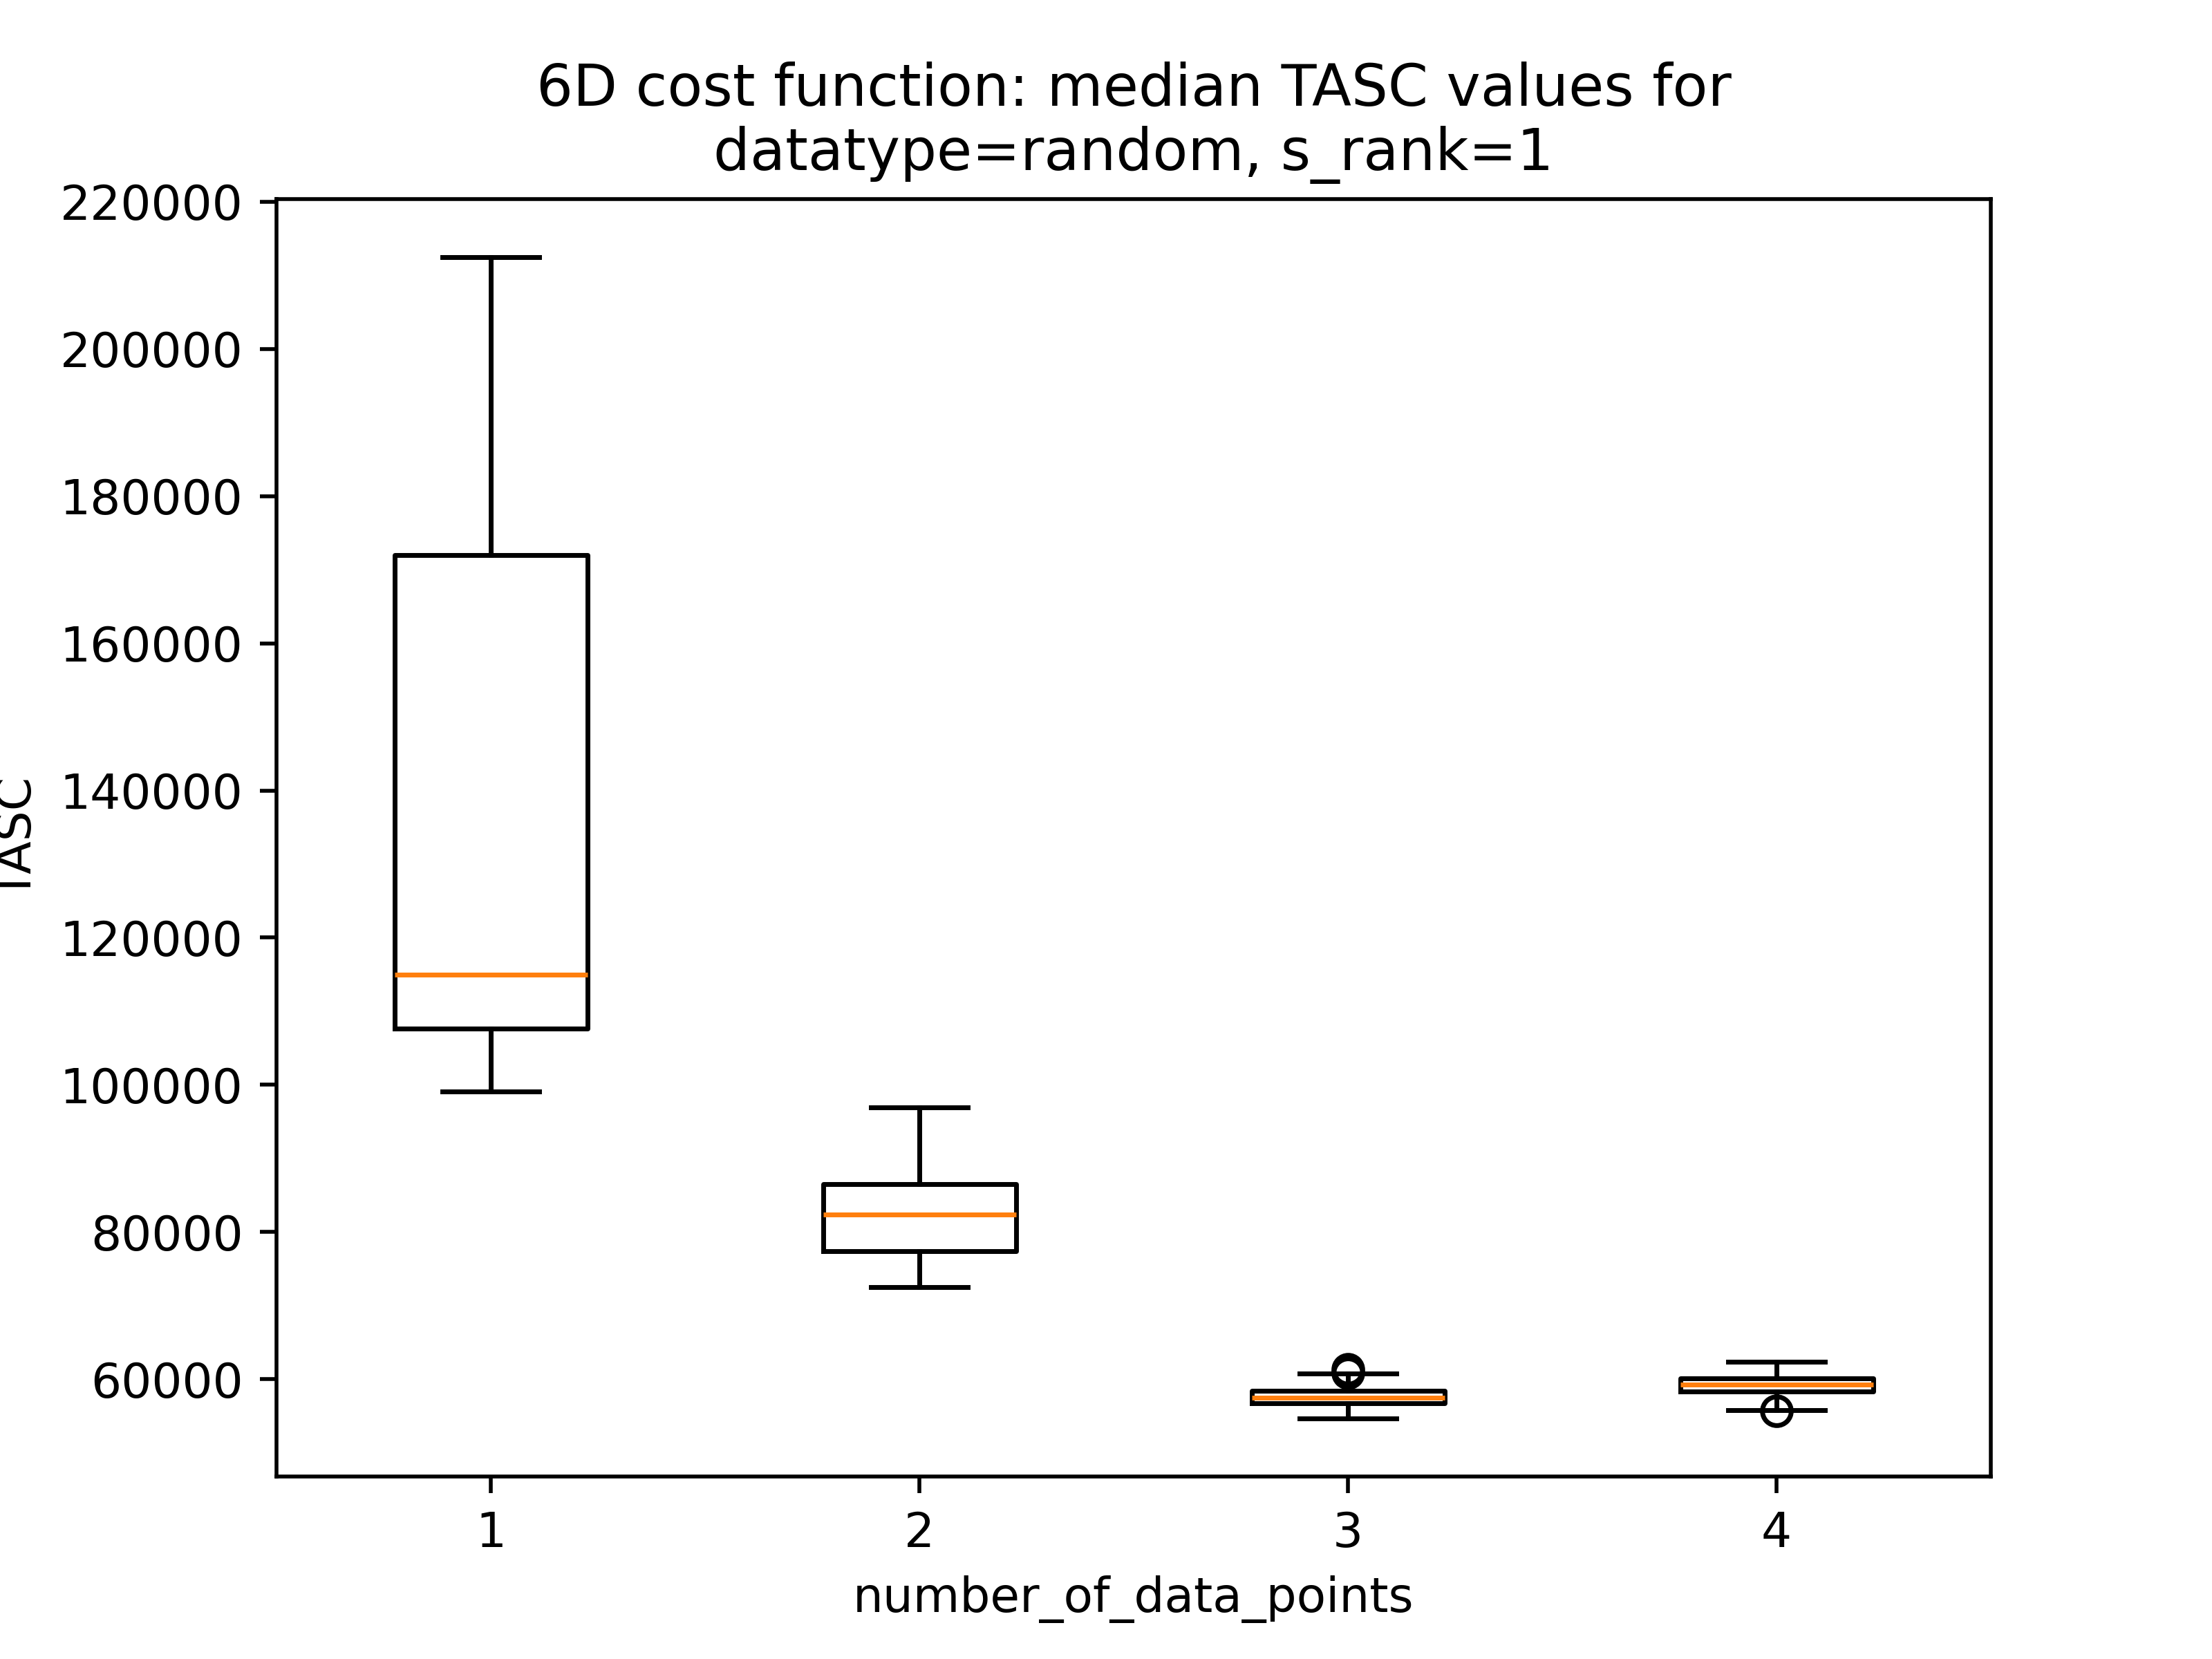 6D cost function: median TASC values for
datatype=random, s_rank=1
220000
200000
180000
160000
140000
120000
100000
80000
60000
TASC
1 2 3 4
number_of_data_points